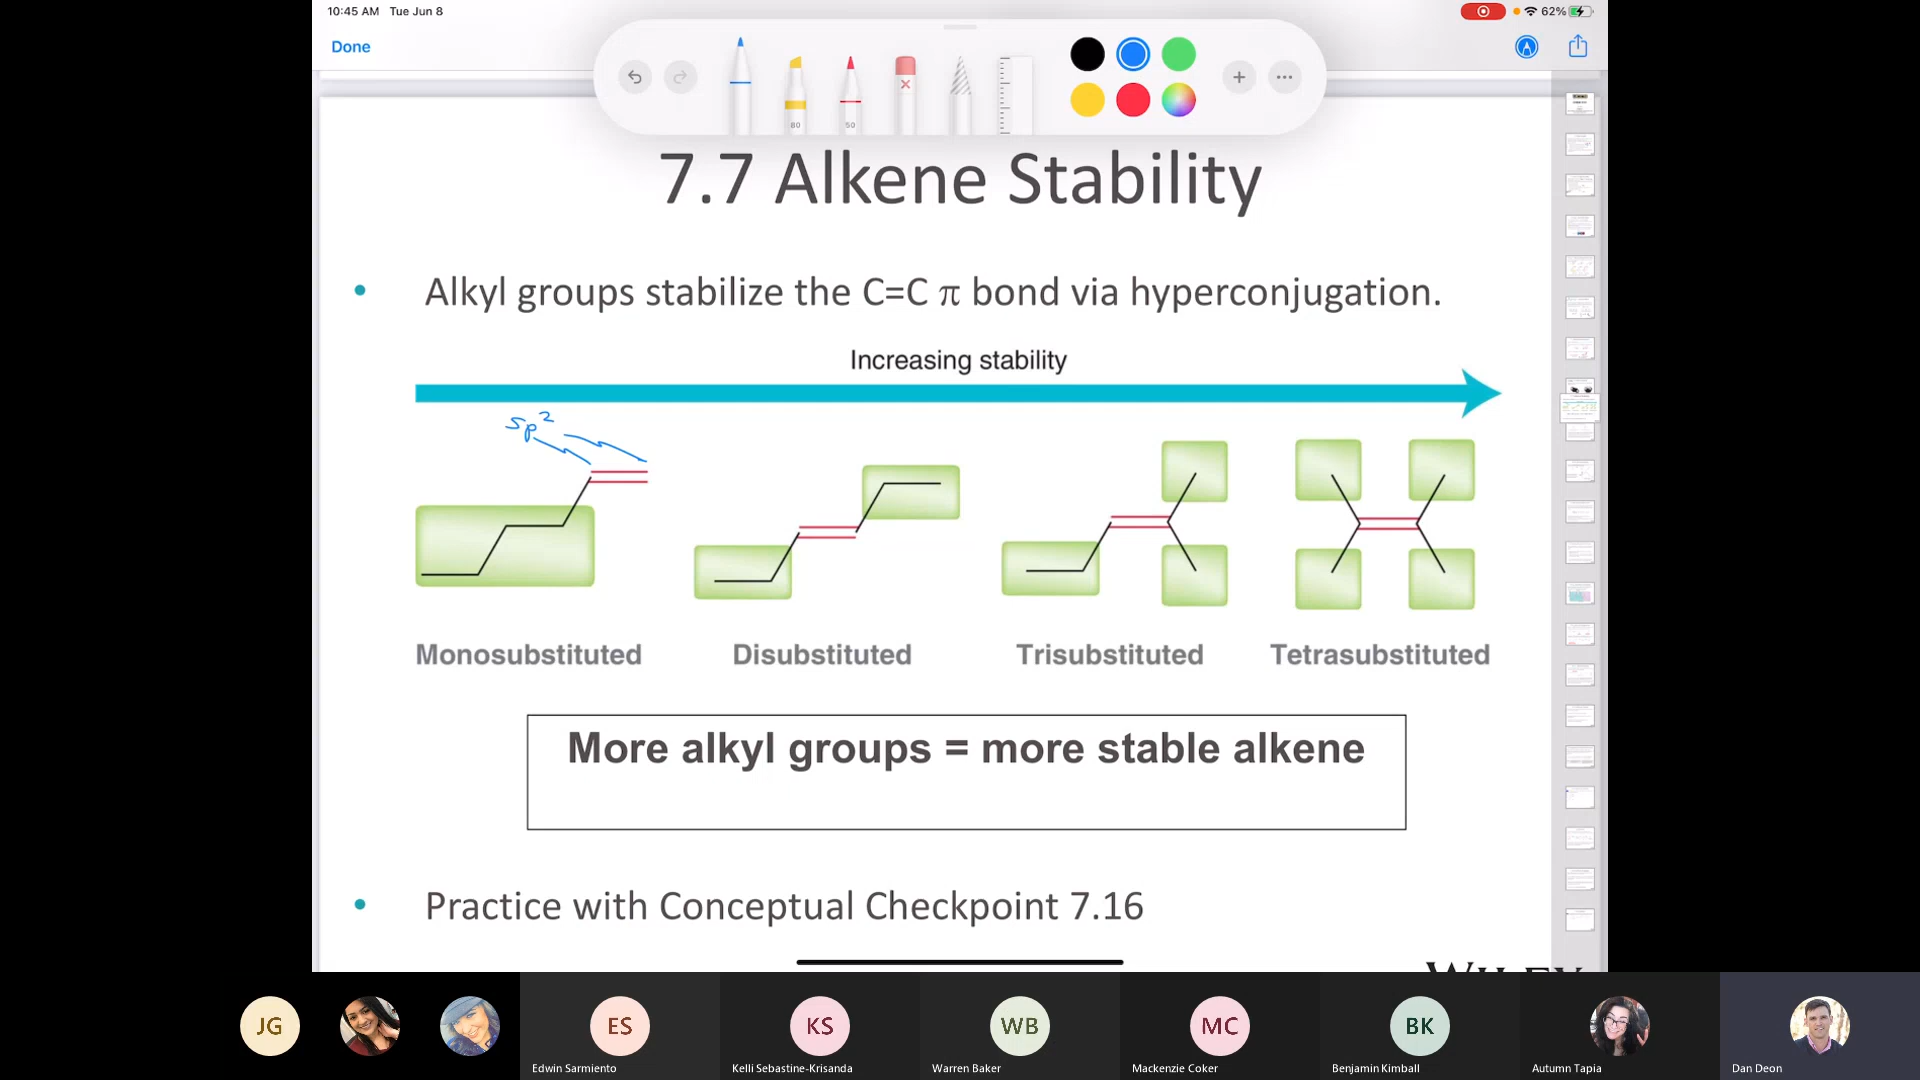 10:45 AM Tue Jun 8
62%
Done
80
50
7.7 Alkene Stability
• Alkyl groups stabilize the C=C π bond via hyperconjugation.
Increasing stability
sp²
Monosubstituted Disubstituted Trisubstituted Tetrasubstituted
More alkyl groups = more stable alkene
• Practice with Conceptual Checkpoint 7.16
WILEY
JG ES KS WB MC BK
Edwin Sarmiento Kelli Sebastine-Krisanda Warren Baker Mackenzie Coker Benjamin Kimball Autumn Tapia Dan Deon